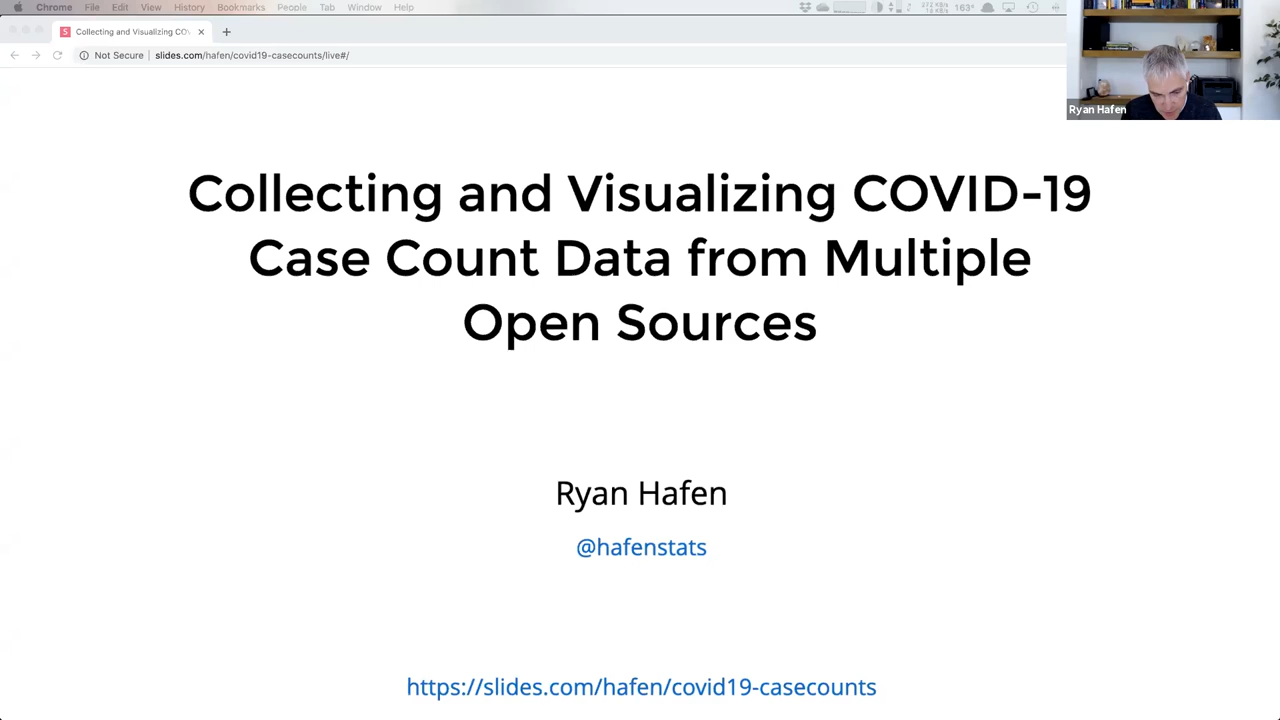 Chrome File Edit View History Bookmarks People Tab Window Help
163°
Collecting and Visualizing CO
Not Secure slides.com/hafen/covid19-casecounts/live#/
Ryan Hafen
Collecting and Visualizing COVID-19
Case Count Data from Multiple
Open Sources
Ryan Hafen
@hafenstats
https://slides.com/hafen/covid19-casecounts